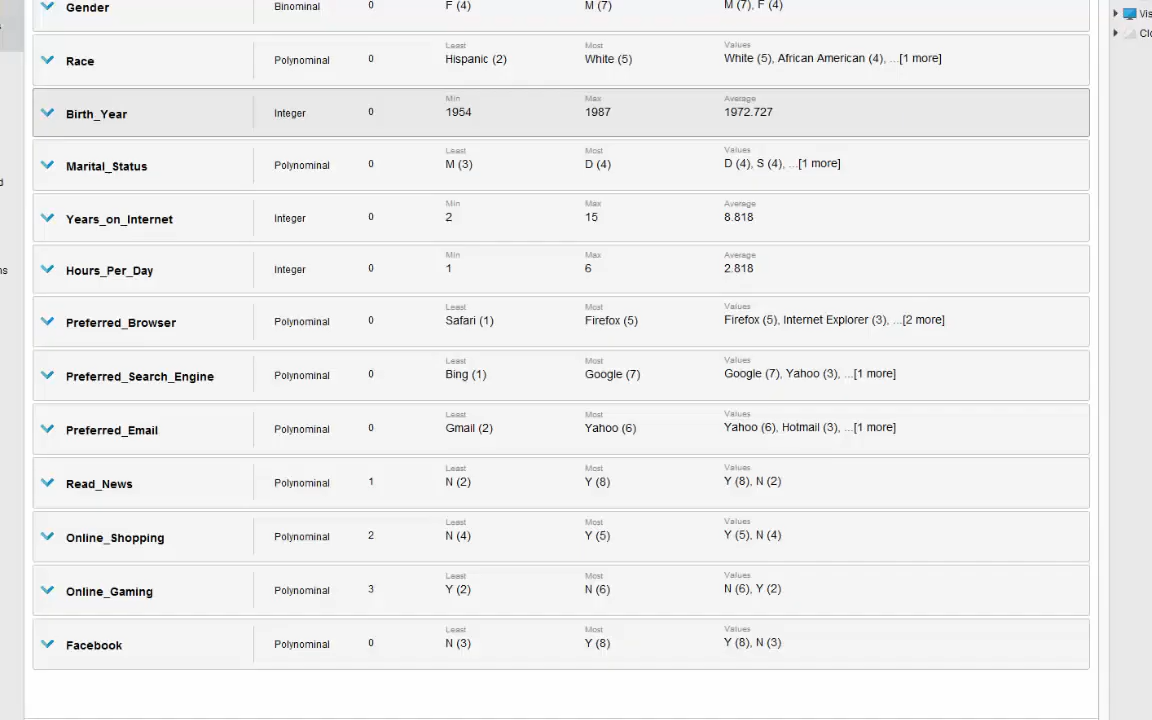 Gender Binominal 0 F (4) M (7) M (7), F (4)
Vis
Clo
Least Most Values
Race Polynominal 0 Hispanic (2) White (5) White (5), African American (4), ...[1 more]
Min Max Average
Birth_Year Integer 0 1954 1987 1972.727
Least Most Values
Marital_Status Polynominal 0 M (3) D (4) D (4), S (4), ...[1 more]
d
Min Max Average
Years_on_Internet Integer 0 2 15 8.818
Min Max Average
ns
Hours_Per_Day Integer 0 1 6 2.818
Least Most Values
Preferred_Browser Polynominal 0 Safari (1) Firefox (5) Firefox (5), Internet Explorer (3), ...[2 more]
Least Most Values
Preferred_Search_Engine Polynominal 0 Bing (1) Google (7) Google (7), Yahoo (3), ...[1 more]
Least Most Values
Preferred_Email Polynominal 0 Gmail (2) Yahoo (6) Yahoo (6), Hotmail (3), ...[1 more]
Least Most Values
Read_News Polynominal 1 N (2) Y (8) Y (8), N (2)
Least Most Values
Online_Shopping Polynominal 2 N (4) Y (5) Y (5), N (4)
Least Most Values
Online_Gaming Polynominal 3 Y (2) N (6) N (6), Y (2)
Least Most Values
Facebook Polynominal 0 N (3) Y (8) Y (8), N (3)